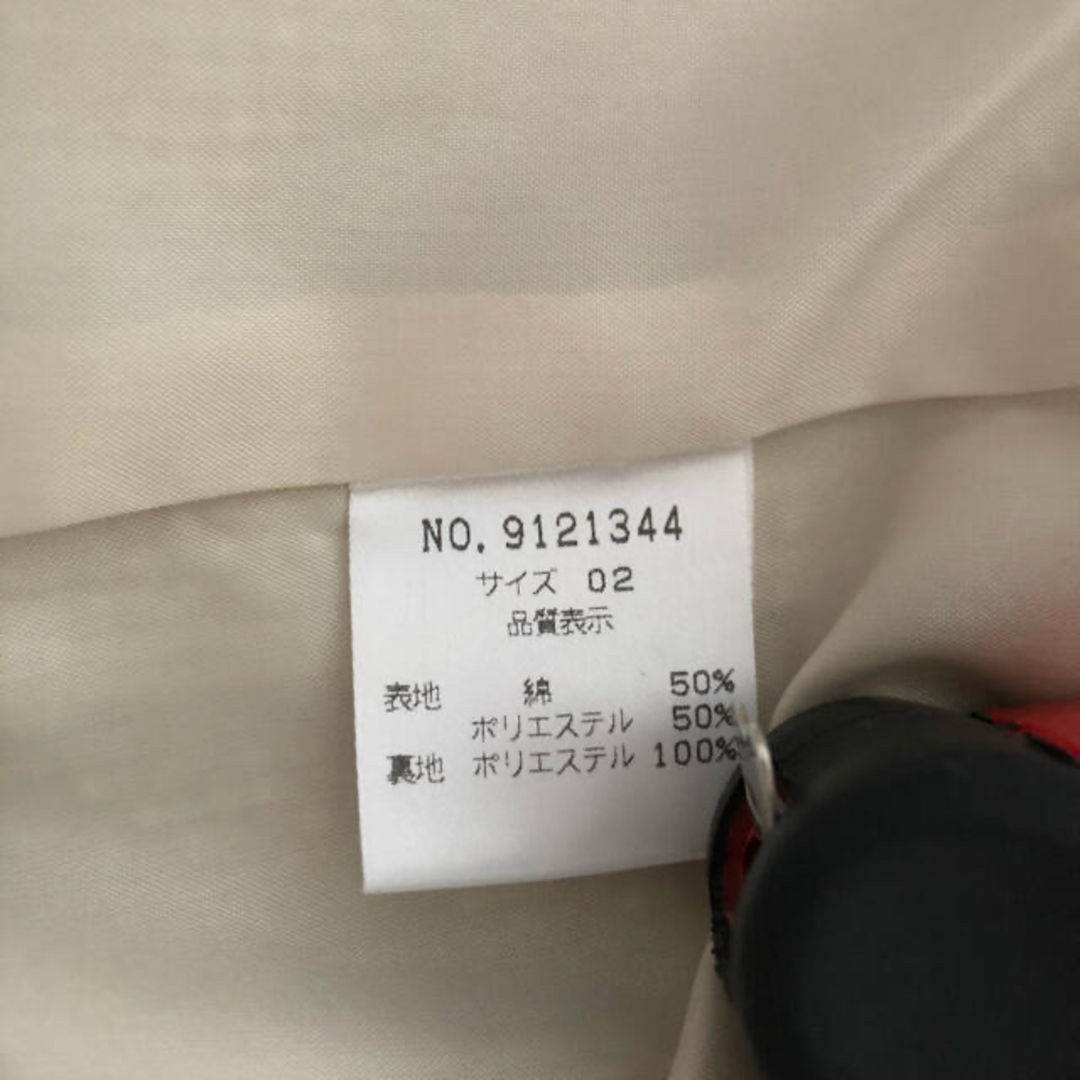 NO. 9121344
サイズ 02
品質表示
表地 綿 50%
ポリエステル 50%
裏地 ポリエステル 100%